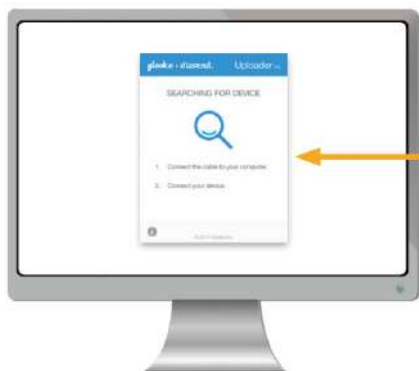 glooko + diasend. Uploader
SEARCHING FOR DEVICE
1. Connect the cable to your computer.
2. Connect your device.